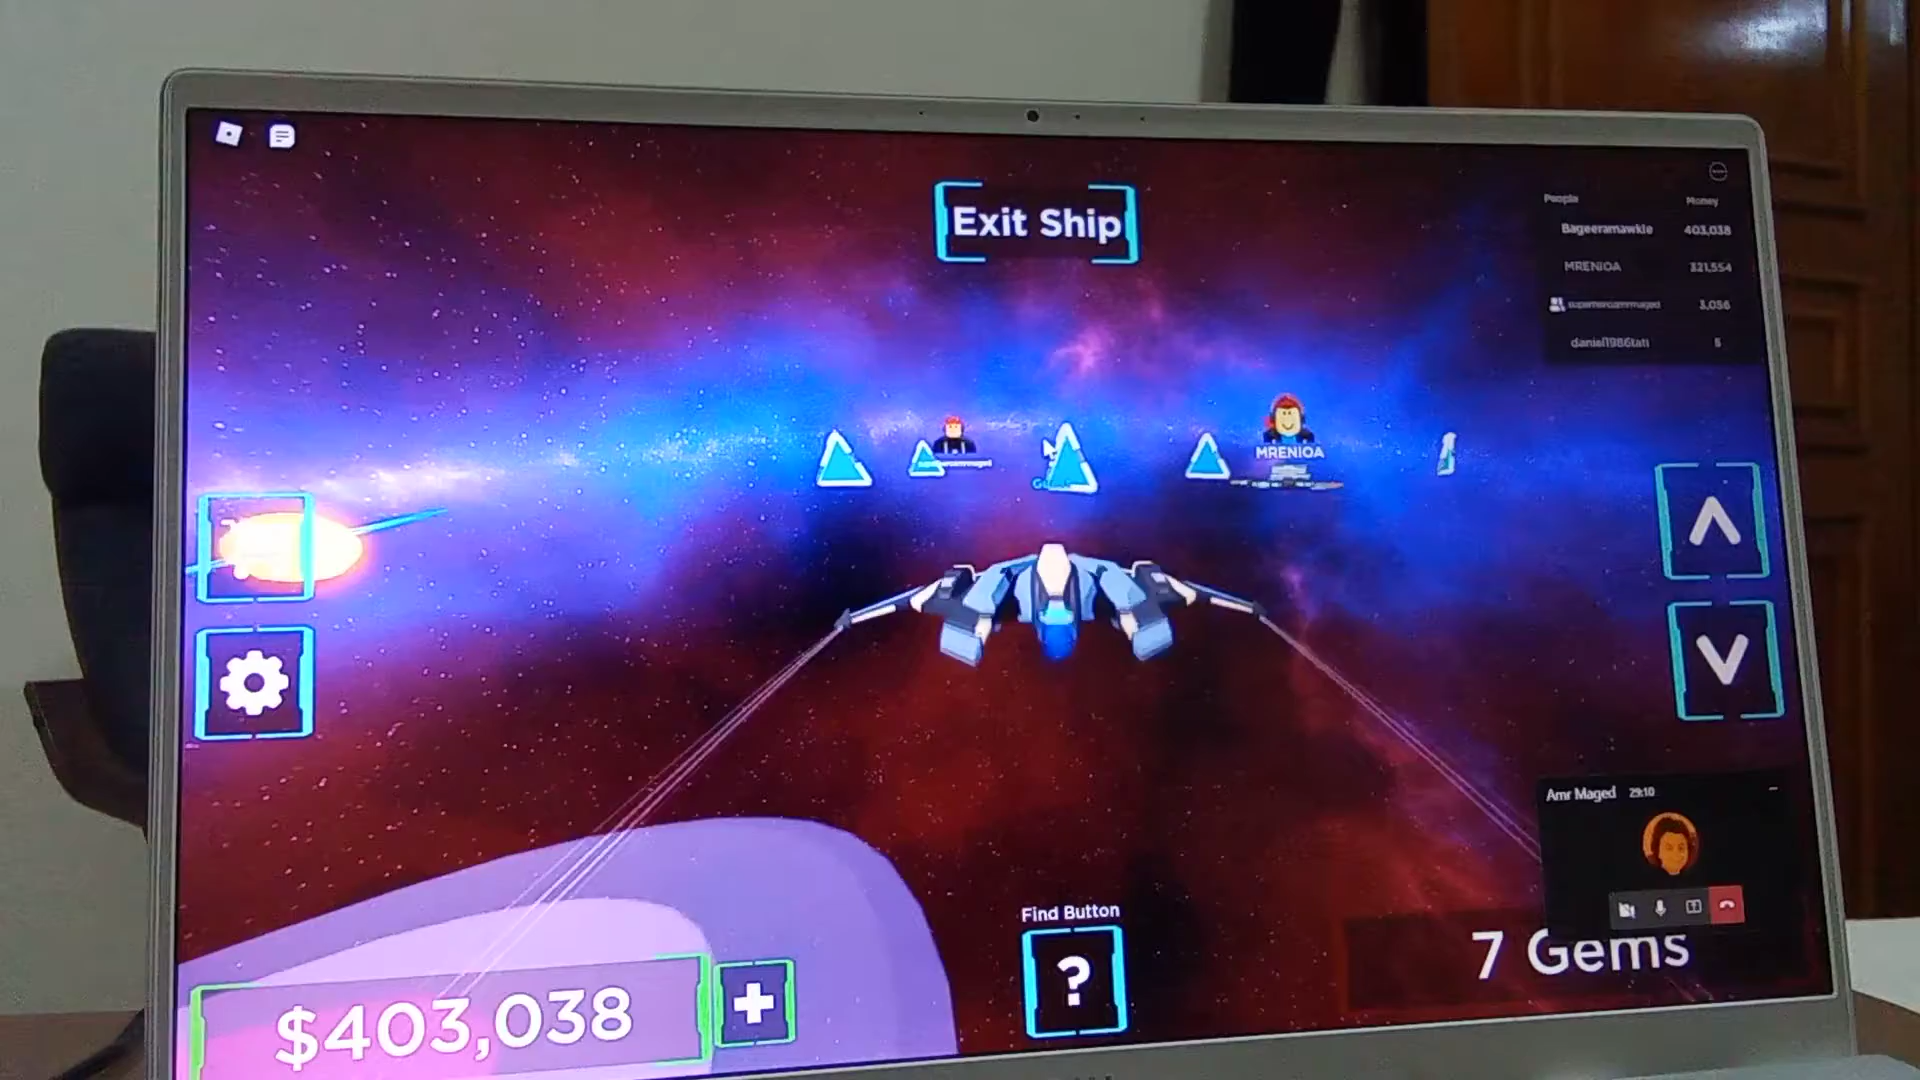 Exit Ship
People Money
Bageeramawkle 403,038
MRENIOA 321,554
3,056
daniel1986tati 5
MRENIOA
Amr Maged 29:10
Find Button
?
7 Gems
$403,038
+